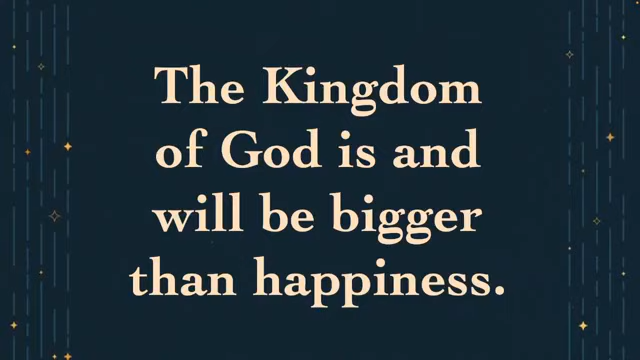 The Kingdom
of God is and
will be bigger
than happiness.